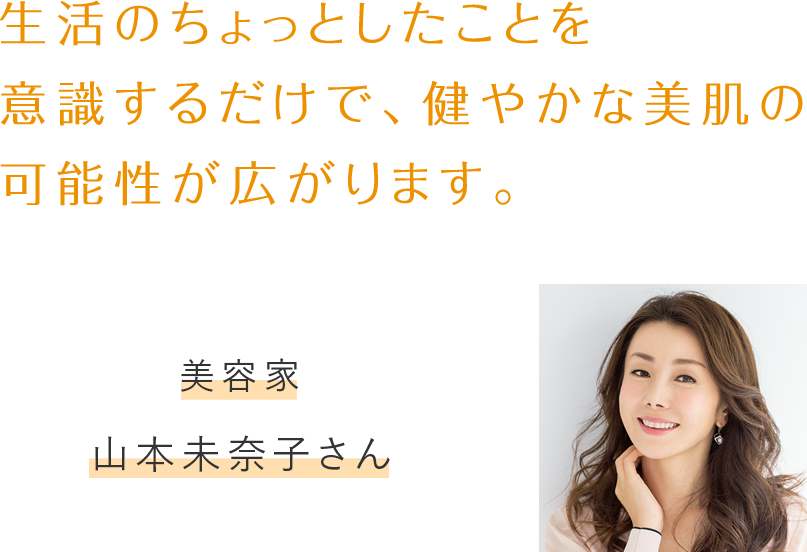 生活のちょっとしたことを
意識するだけで、健やかな美肌の
可能性が広がります。
美容家
山本未奈子さん